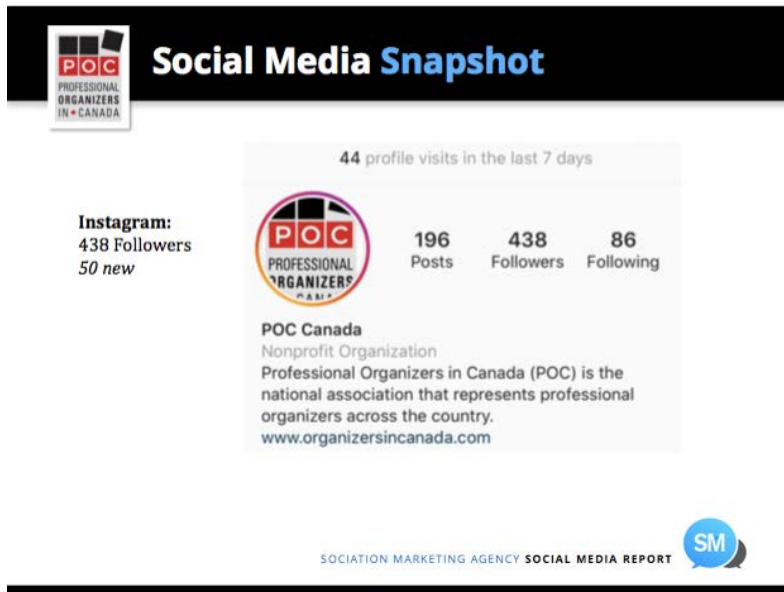 POC
PROFESSIONAL
ORGANIZERS
IN CANADA
Social Media Snapshot
44 profile visits in the last 7 days
Instagram:
438 Followers
50 new
POC
PROFESSIONAL
ORGANIZERS
196 438 86
Posts Followers Following
POC Canada
Nonprofit Organization
Professional Organizers in Canada (POC) is the
national association that represents professional
organizers across the country.
www.organizersincanada.com
SOCIATION MARKETING AGENCY SOCIAL MEDIA REPORT
SM